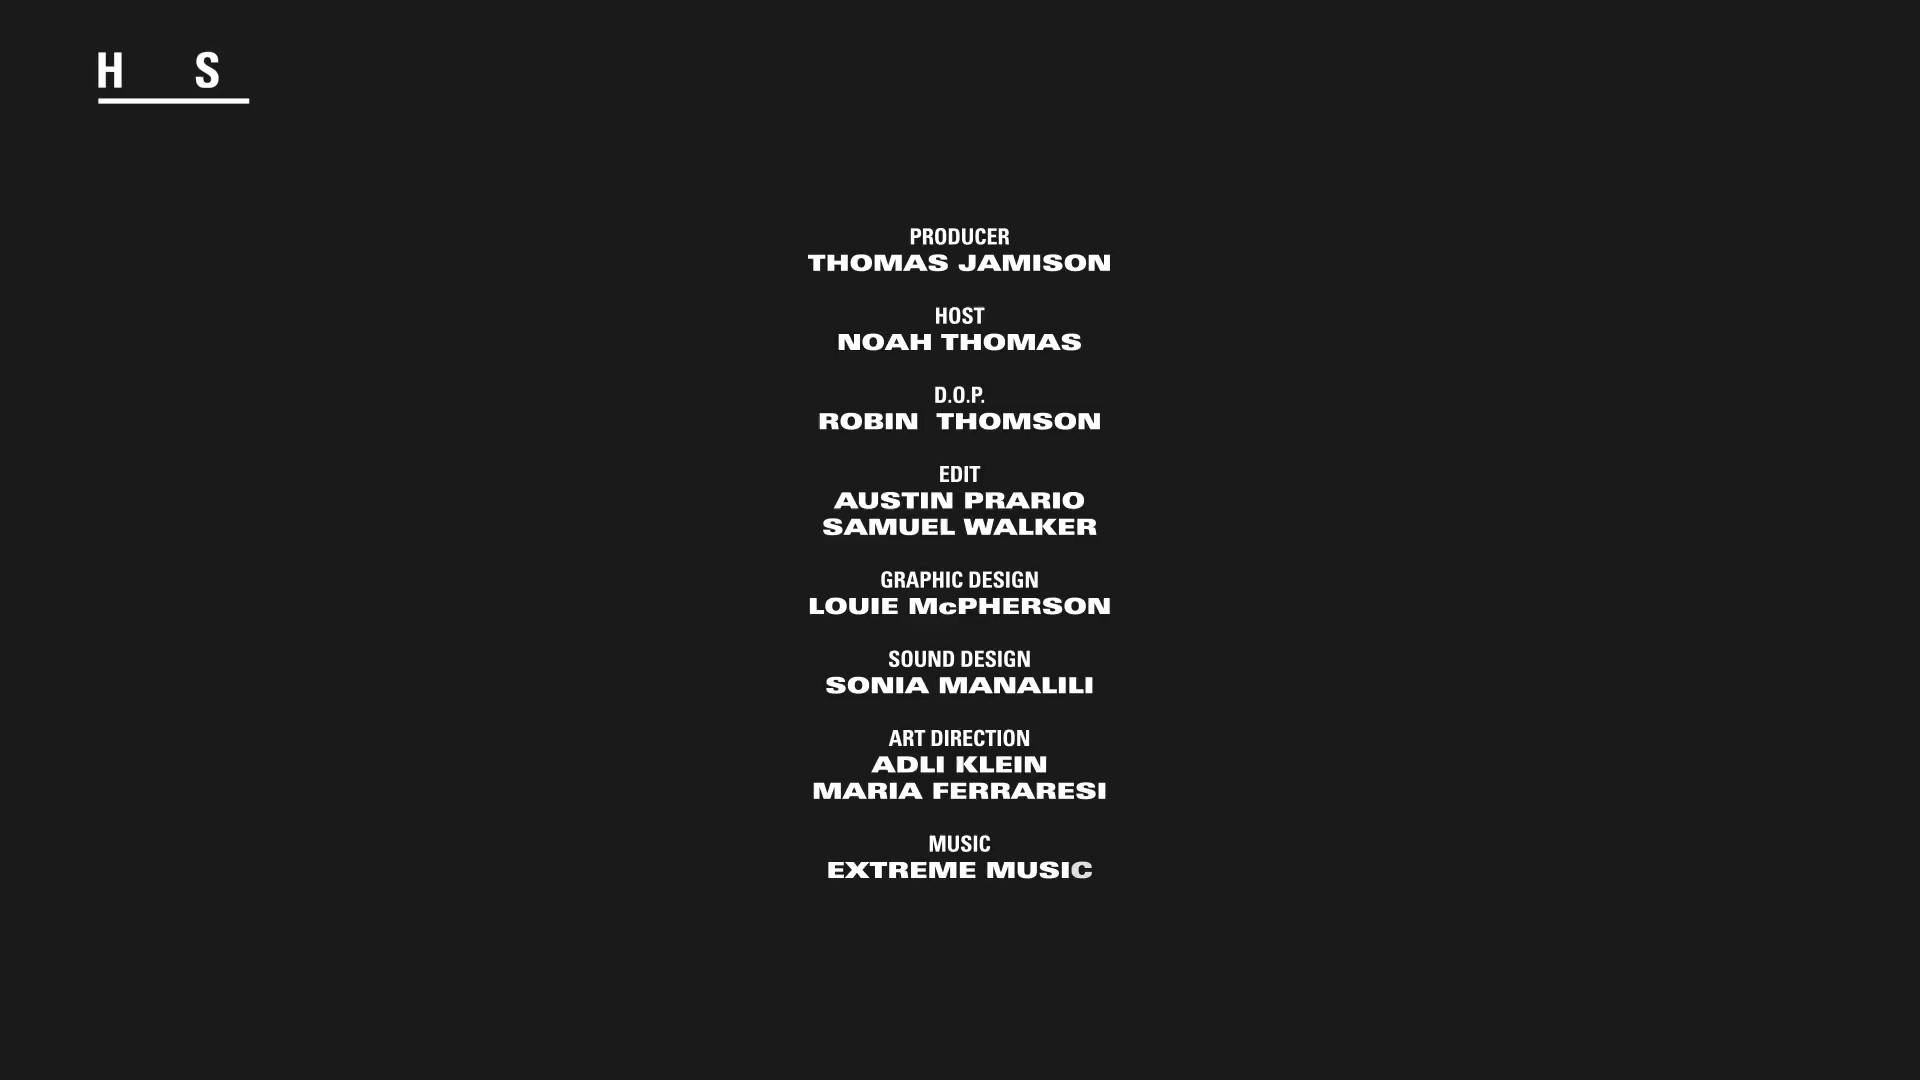 H S
PRODUCER
THOMAS JAMISON
HOST
NOAH THOMAS
D.O.P.
ROBIN THOMSON
EDIT
AUSTIN PRARIO
SAMUEL WALKER
GRAPHIC DESIGN
LOUIE McPHERSON
SOUND DESIGN
SONIA MANALILI
ART DIRECTION
ADLI KLEIN
MARIA FERRARESI
MUSIC
EXTREME MUSIC